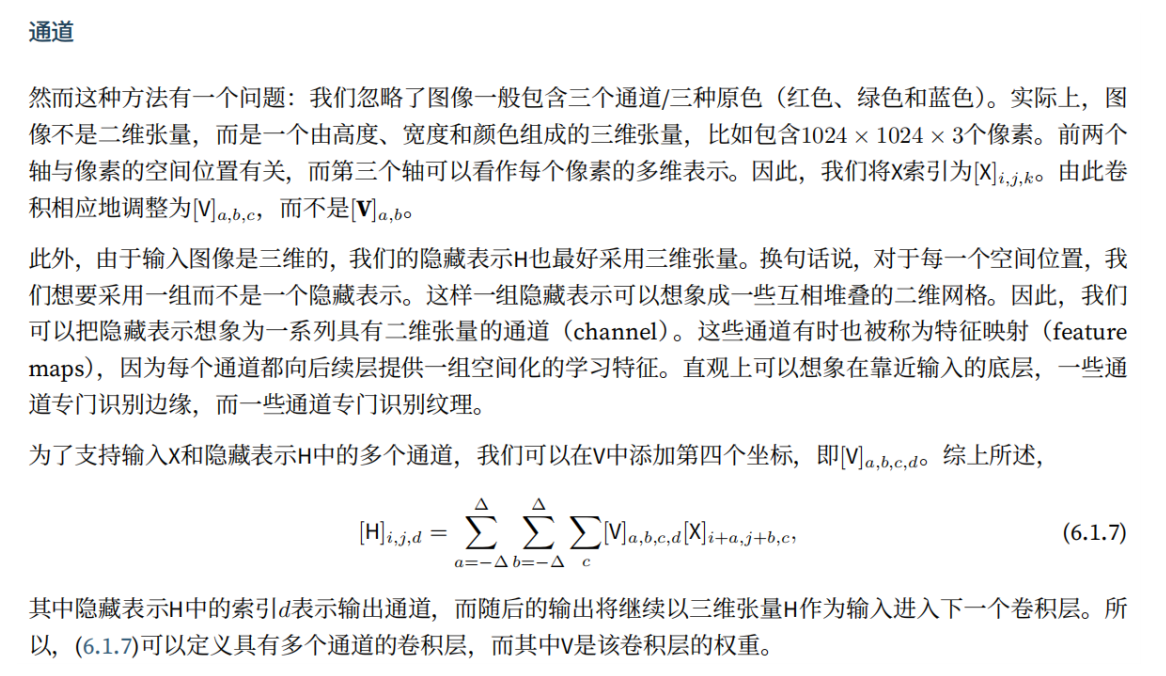 通道
然而这种方法有一个问题：我们忽略了图像一般包含三个通道/三种原色（红色、绿色和蓝色）。实际上，图
像不是二维张量，而是一个由高度、宽度和颜色组成的三维张量，比如包含1024 × 1024 × 3个像素。前两个
轴与像素的空间位置有关，而第三个轴可以看作每个像素的多维表示。因此，我们将X索引为[X]_{i,j,k}。由此卷
积相应地调整为[V]_{a,b,c}，而不是[V]_{a,b}。
此外，由于输入图像是三维的，我们的隐藏表示H也最好采用三维张量。换句话说，对于每一个空间位置，我
们想要采用一组而不是一个隐藏表示。这样一组隐藏表示可以想象成一些互相堆叠的二维网格。因此，我们
可以把隐藏表示想象为一系列具有二维张量的通道（channel）。这些通道有时也被称为特征映射（feature
maps），因为每个通道都向后续层提供一组空间化的学习特征。直观上可以想象在靠近输入的底层，一些通
道专门识别边缘，而一些通道专门识别纹理。
为了支持输入X和隐藏表示H中的多个通道，我们可以在V中添加第四个坐标，即[V]_{a,b,c,d}。综上所述，
[H]_{i,j,d} = \sum_{a=-Δ}^{Δ} \sum_{b=-Δ}^{Δ} \sum_{c} [V]_{a,b,c,d}[X]_{i+a,j+b,c}, (6.1.7)
其中隐藏表示H中的索引d表示输出通道，而随后的输出将继续以三维张量H作为输入进入下一个卷积层。所
以，(6.1.7)可以定义具有多个通道的卷积层，而其中V是该卷积层的权重。